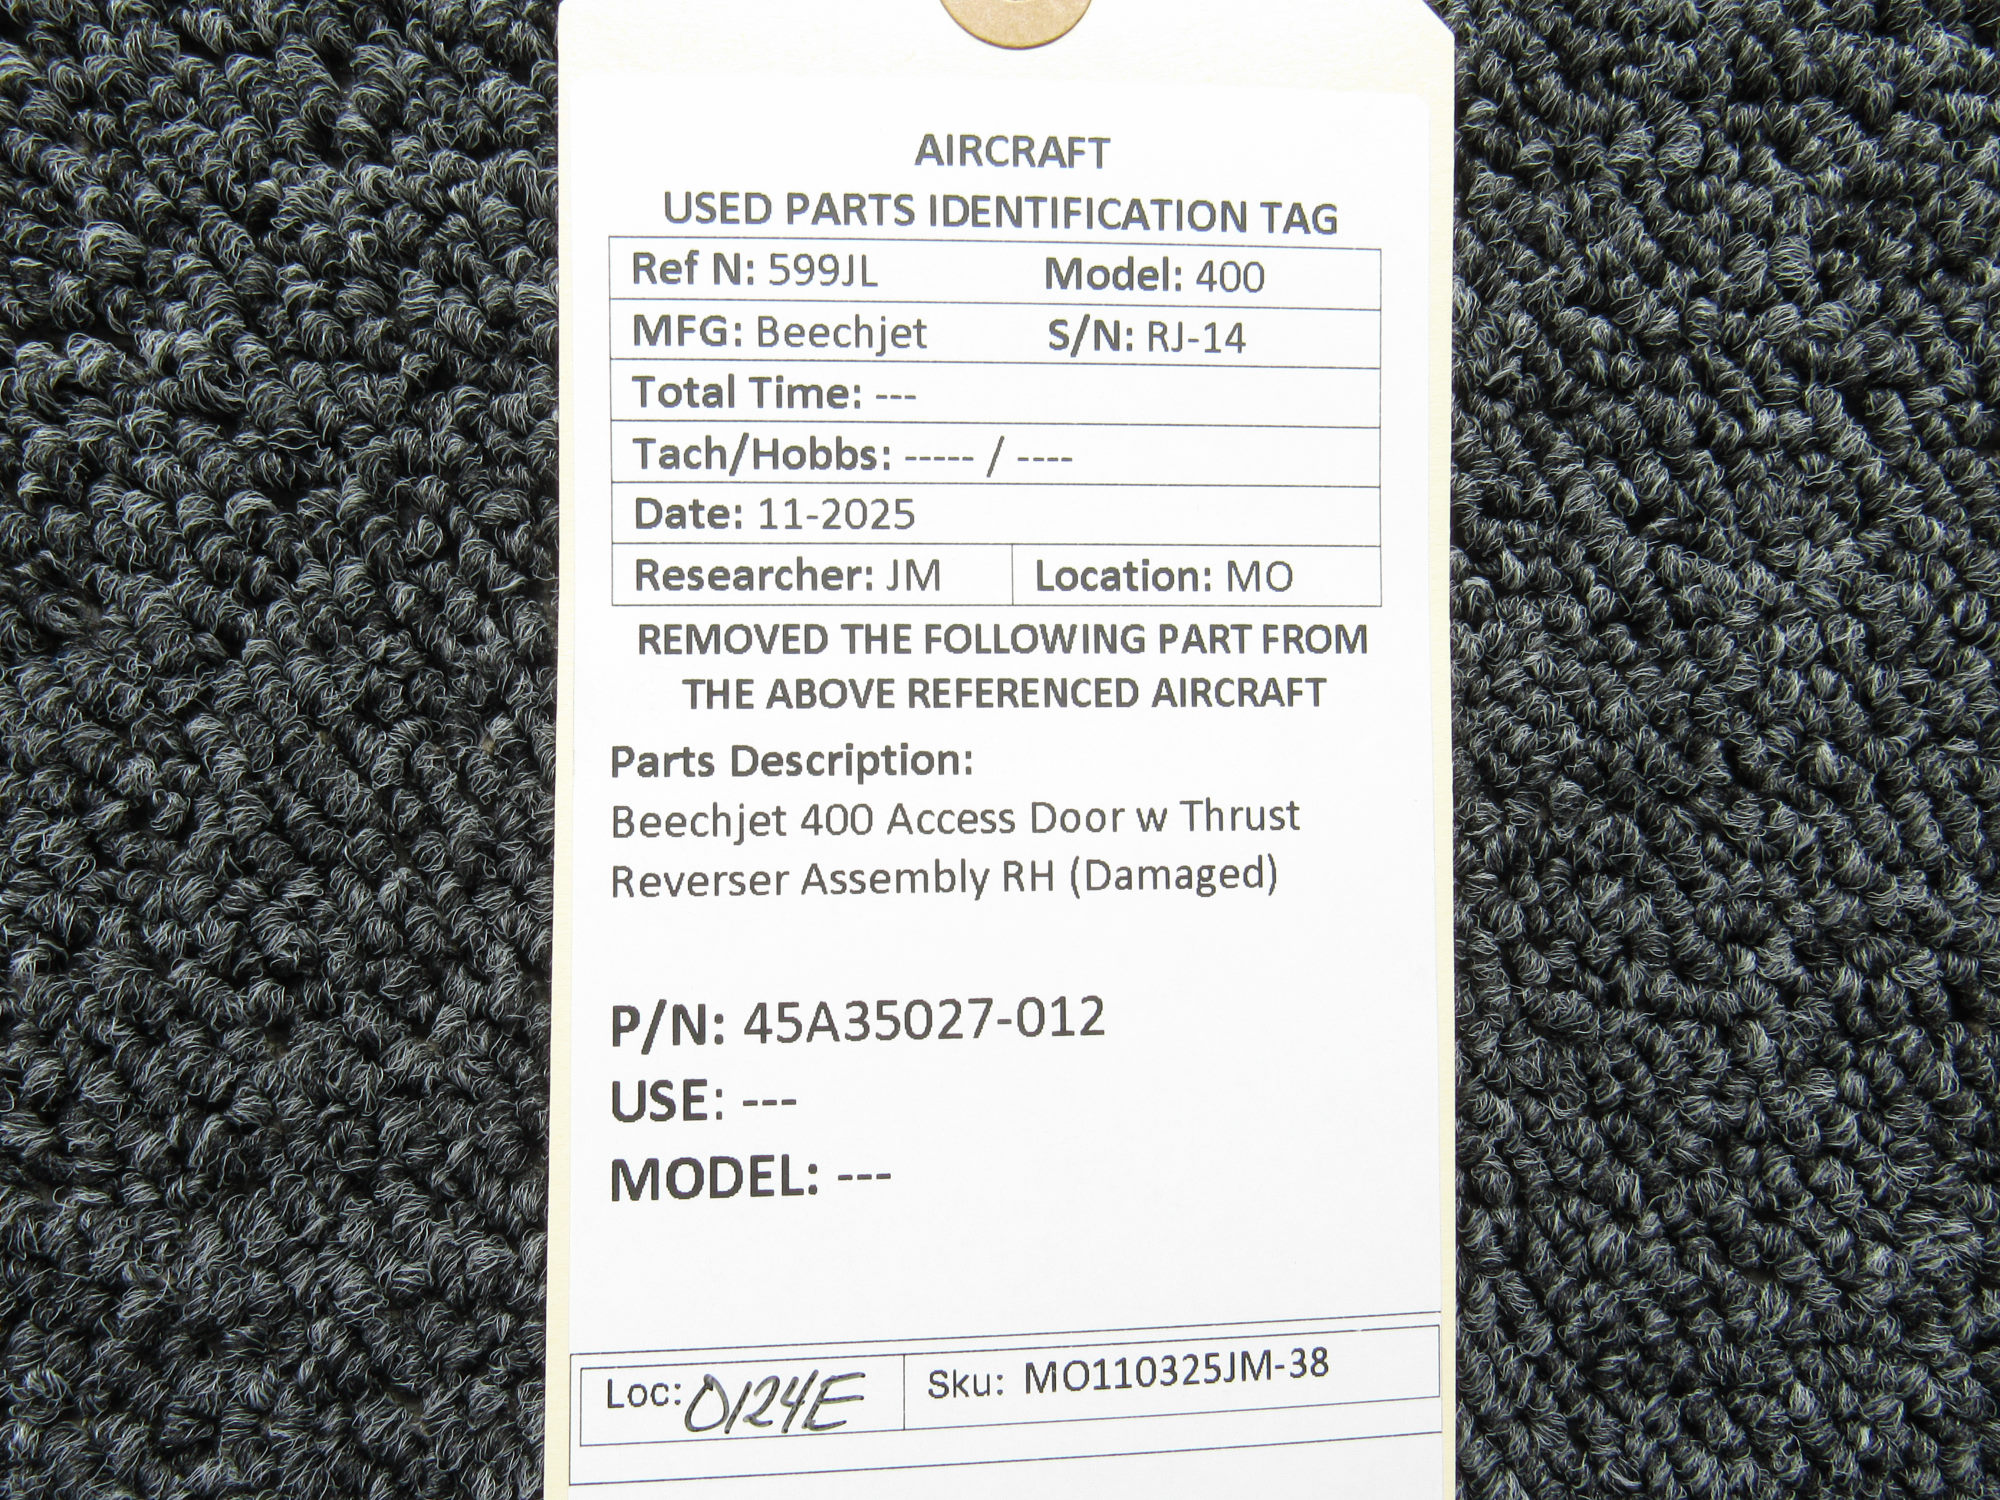 AIRCRAFT
USED PARTS IDENTIFICATION TAG
Ref N: 599JL Model: 400
MFG: Beechjet S/N: RJ-14
Total Time: ---
Tach/Hobbs: ----- / ----
Date: 11-2025
Researcher: JM Location: MO
REMOVED THE FOLLOWING PART FROM
THE ABOVE REFERENCED AIRCRAFT
Parts Description:
Beechjet 400 Access Door w Thrust
Reverser Assembly RH (Damaged)
P/N: 45A35027-012
USE: ---
MODEL: ---
Loc: 0124E Sku: MO110325JM-38